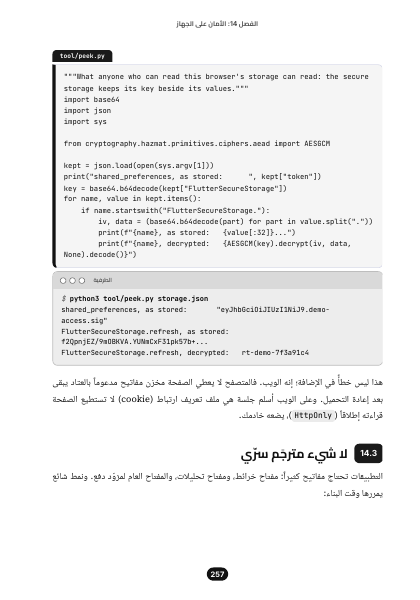 الفصل 14: الأمان على الجهاز
tool/peek.py
"""What anyone who can read this browser's storage can read: the secure
storage keeps its key beside its values."""
import base64
import json
import sys
from cryptography.hazmat.primitives.ciphers.aead import AESGCM
kept = json.load(open(sys.argv[1]))
print("shared_preferences, as stored:      ", kept["token"])
key = base64.b64decode(kept["FlutterSecureStorage"])
for name, value in kept.items():
    if name.startswith("FlutterSecureStorage."):
        iv, data = (base64.b64decode(part) for part in value.split("."))
        print(f"{name}, as stored:   {value[:32]}...")
        print(f"{name}, decrypted:   {AESGCM(key).decrypt(iv, data,
None).decode()}")
الطرفية
$ python3 tool/peek.py storage.json
shared_preferences, as stored:       "eyJhbGciOiJIUzI1NiJ9.demo-
access.sig"
FlutterSecureStorage.refresh, as stored:
f2QpnjEZ/9mOBKVA.YUNmCxF31pk57b+...
FlutterSecureStorage.refresh, decrypted:   rt-demo-7f3a91c4
هذا ليس خطأً في الإضافة؛ إنه الويب. فالمتصفح لا يعطي الصفحة مخزن مفاتيح مدعوماً بالعتاد يبقى
بعد إعادة التحميل. وعلى الويب أسلم جلسة هي ملف تعريف ارتباط (cookie) لا تستطيع الصفحة
قراءته إطلاقاً (HttpOnly)، يضعه خادمك.
14.3 لا شيء مترجَم سرّي
التطبيقات تحتاج مفاتيح كثيراً: مفتاح خرائط، ومفتاح تحليلات، والمفتاح العام لمزوّد دفع. ونمط شائع
يمررها وقت البناء:
257